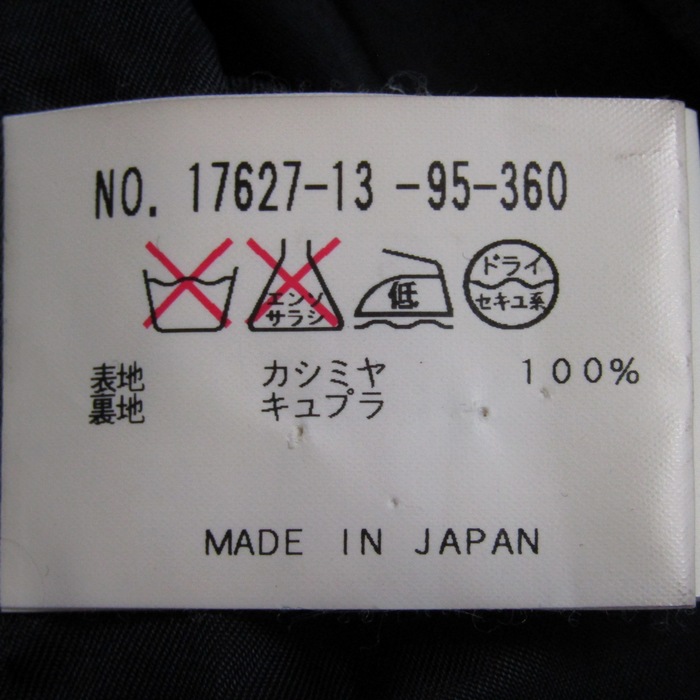 NO. 17627-13 -95-360
エンソ
サラシ
低
ドライ
セキユ系
表地 カシミヤ 100%
裏地 キュプラ
MADE IN JAPAN